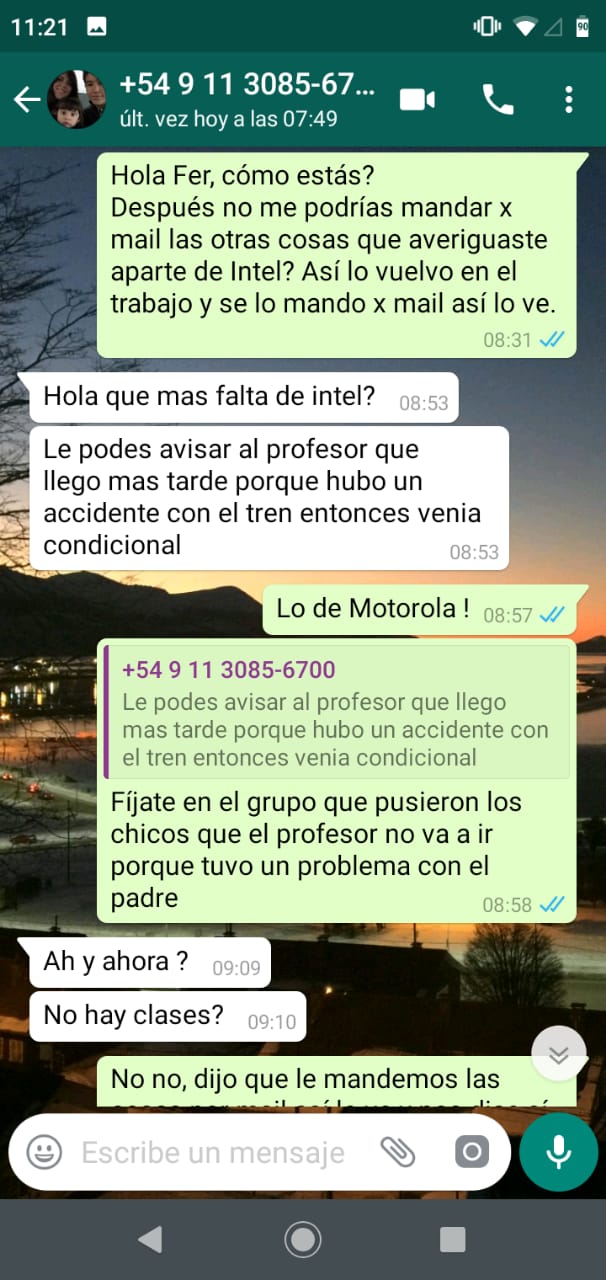 11:21
90
+54 9 11 3085-67...
últ. vez hoy a las 07:49
Hola Fer, cómo estás?
Después no me podrías mandar x
mail las otras cosas que averiguaste
aparte de Intel? Así lo vuelvo en el
trabajo y se lo mando x mail así lo ve.
08:31
Hola que mas falta de intel?
08:53
Le podes avisar al profesor que
llego mas tarde porque hubo un
accidente con el tren entonces venia
condicional
08:53
Lo de Motorola !
08:57
+54 9 11 3085-6700
Le podes avisar al profesor que llego
mas tarde porque hubo un accidente con
el tren entonces venia condicional
Fíjate en el grupo que pusieron los
chicos que el profesor no va a ir
porque tuvo un problema con el
padre
08:58
Ah y ahora ?
09:09
No hay clases?
09:10
No no, dijo que le mandemos las
Escribe un mensaje